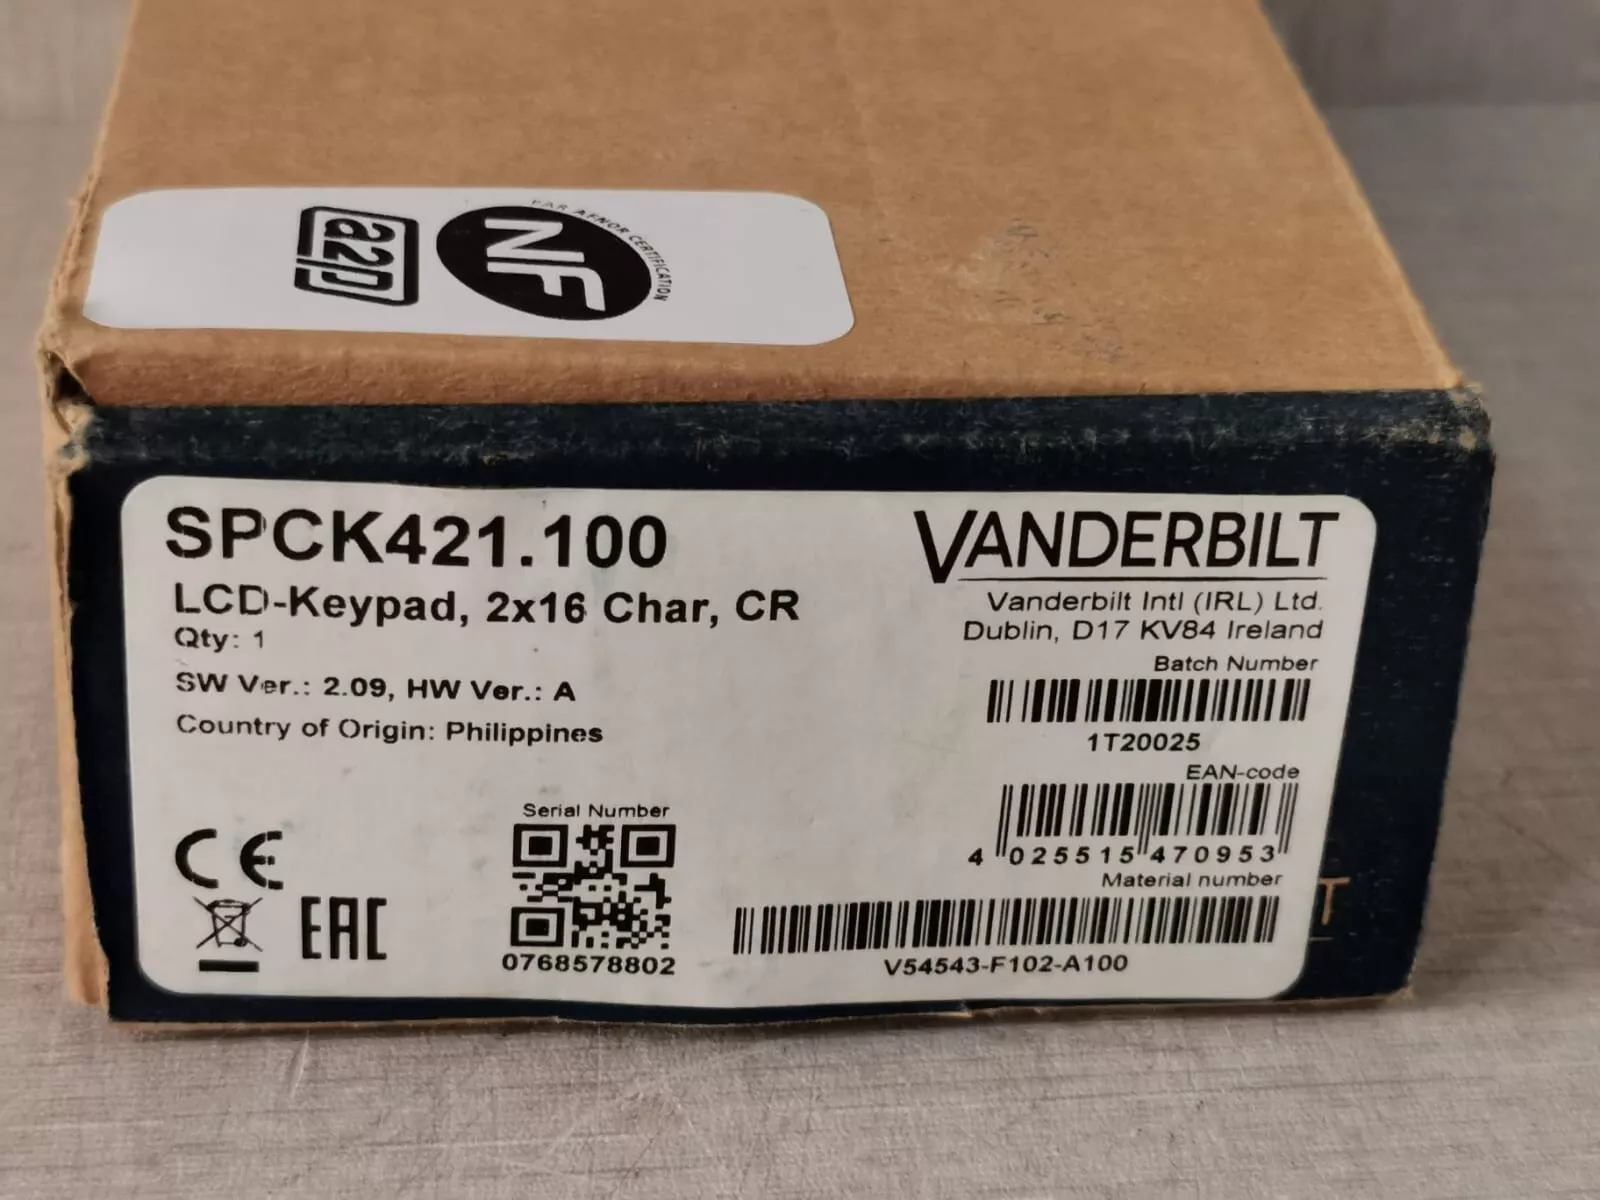 a2p
NF
PAR AFNOR CERTIFICATION
SPCK421.100
LCD-Keypad, 2x16 Char, CR
Qty: 1
SW Ver.: 2.09, HW Ver.: A
Country of Origin: Philippines
VANDERBILT
Vanderbilt Intl (IRL) Ltd.
Dublin, D17 KV84 Ireland
Batch Number
1T20025
EAN-code
4 025515 470953
Material number
V54543-F102-A100
Serial Number
0768578802
CE
EAC
T